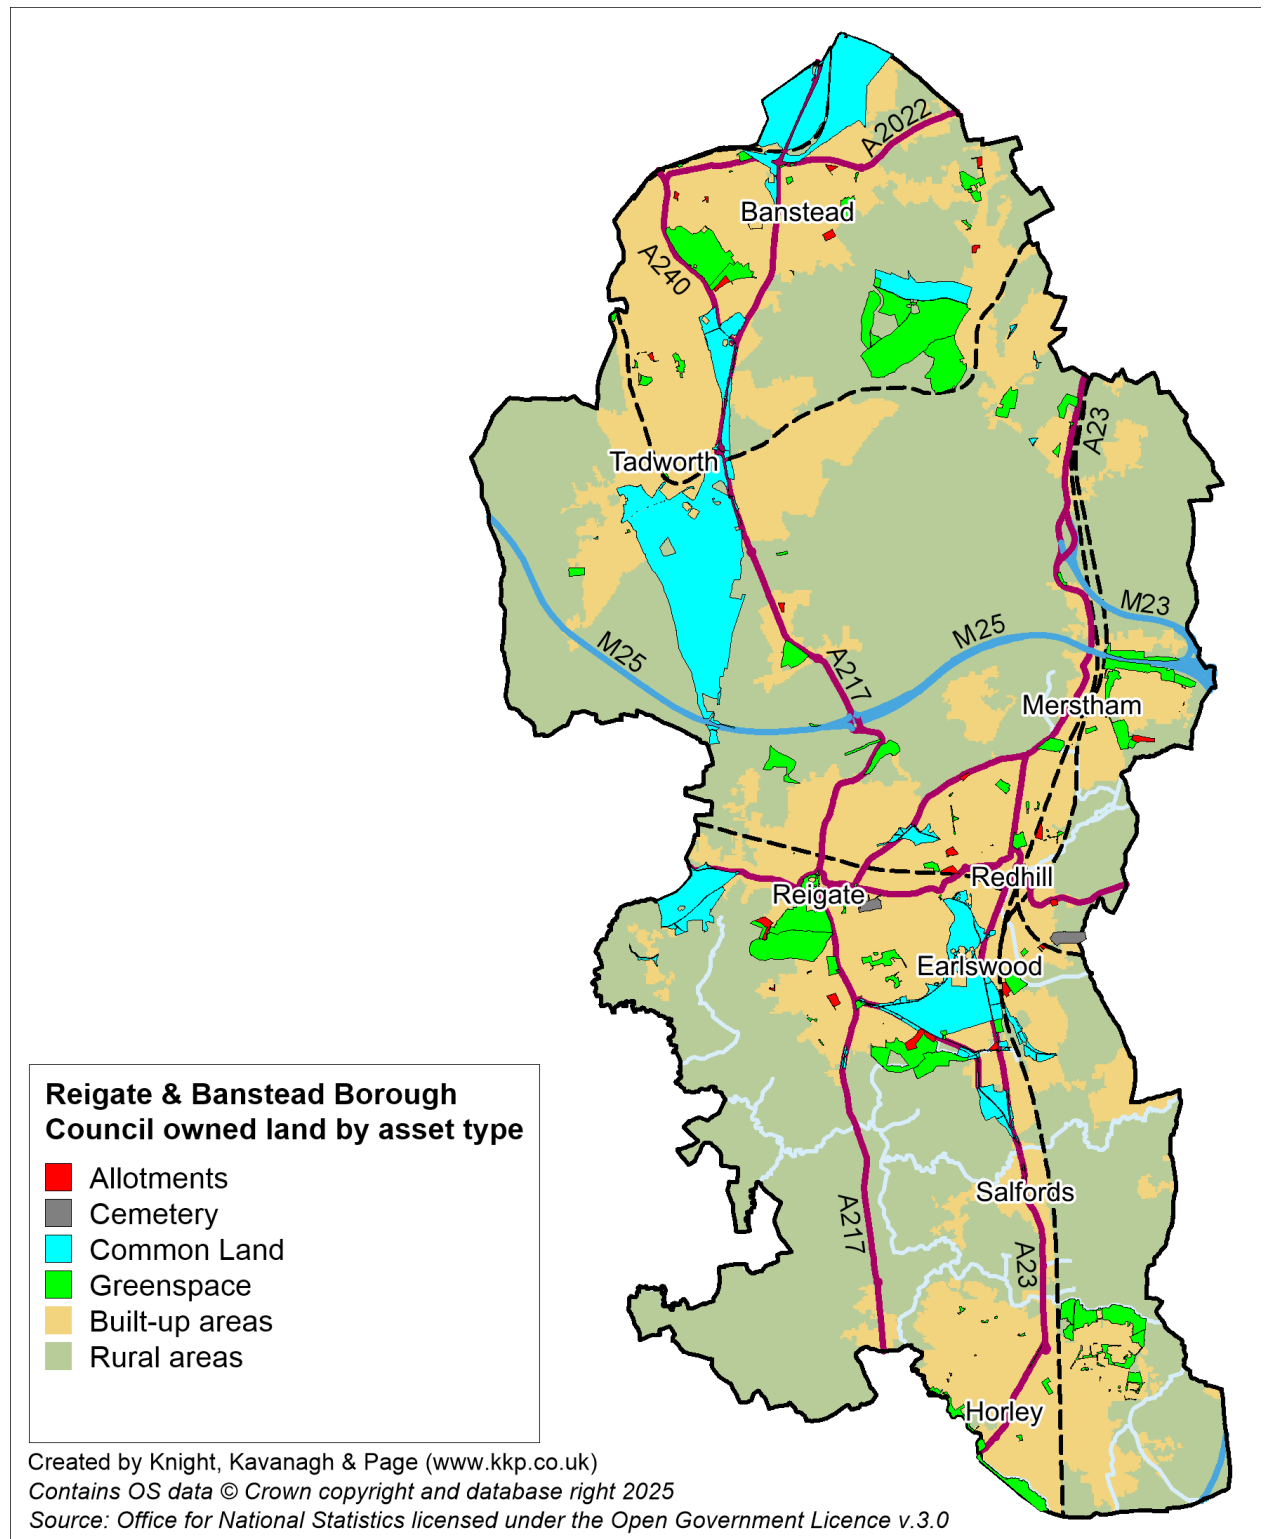 A2022
Banstead
A240
A23
Tadworth
M23
M25
M25
A217
Merstham
Redhill
Reigate
Earlswood
Salfords
A217
A23
Horley
Reigate & Banstead Borough
Council owned land by asset type
Allotments
Cemetery
Common Land
Greenspace
Built-up areas
Rural areas
Created by Knight, Kavanagh & Page (www.kkp.co.uk)
Contains OS data © Crown copyright and database right 2025
Source: Office for National Statistics licensed under the Open Government Licence v.3.0